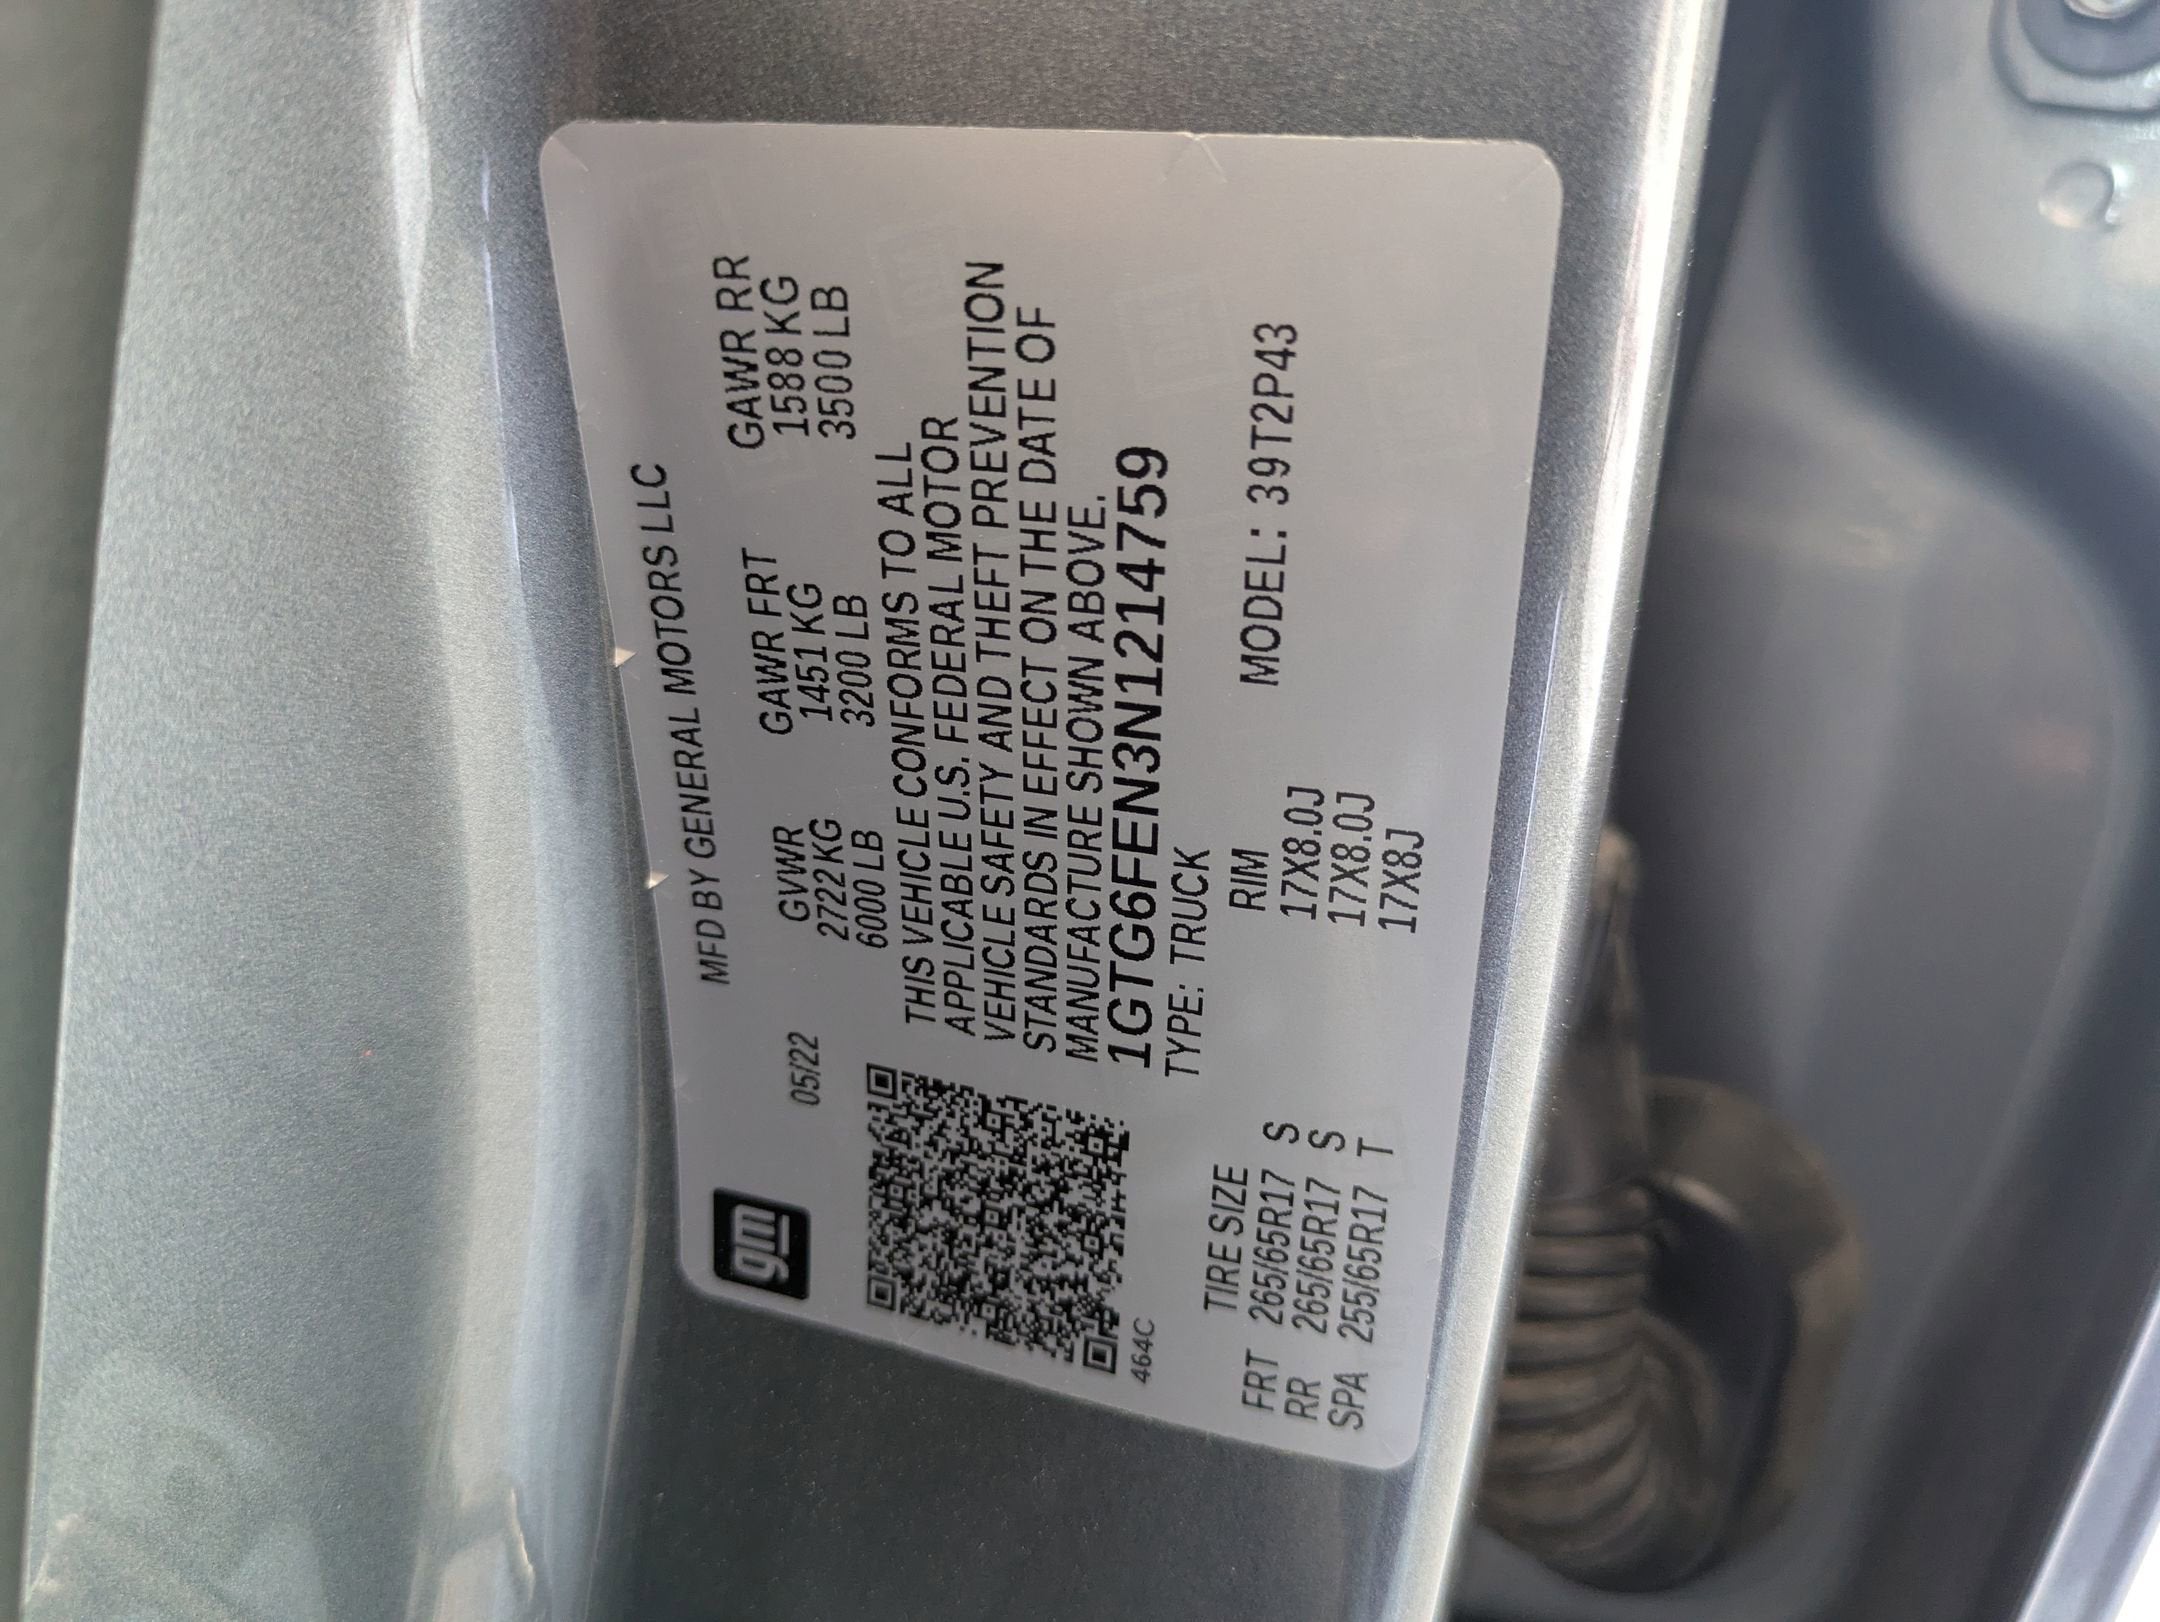 gm
MFD BY GENERAL MOTORS LLC
05/22
GVWR GAWR FRT GAWR RR
2722 KG 1451 KG 1588 KG
6000 LB 3200 LB 3500 LB
THIS VEHICLE CONFORMS TO ALL
APPLICABLE U.S. FEDERAL MOTOR
VEHICLE SAFETY AND THEFT PREVENTION
STANDARDS IN EFFECT ON THE DATE OF
MANUFACTURE SHOWN ABOVE.
1GTG6FEN3N1214759
464C
TYPE: TRUCK
TIRE SIZE RIM MODEL: 39T2P43
FRT 265/65R17 S 17X8.0J
RR 265/65R17 S 17X8.0J
SPA 255/65R17 T 17X8J